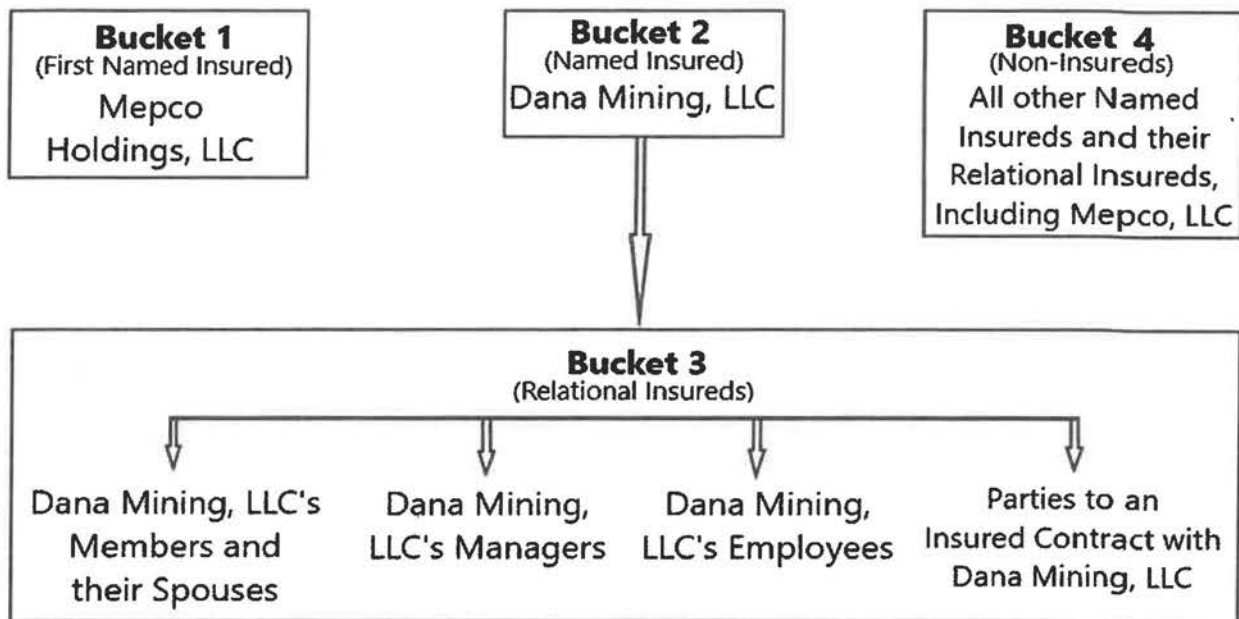 Bucket 1
(First Named Insured)
Mepco
Holdings, LLC
Bucket 2
(Named Insured)
Dana Mining, LLC
Bucket 4
(Non-Insureds)
All other Named
Insureds and their
Relational Insureds,
Including Mepco, LLC
Bucket 3
(Relational Insureds)
Dana Mining, LLC's
Members and
their Spouses
Dana Mining,
LLC's Managers
Dana Mining,
LLC's Employees
Parties to an
Insured Contract with
Dana Mining, LLC